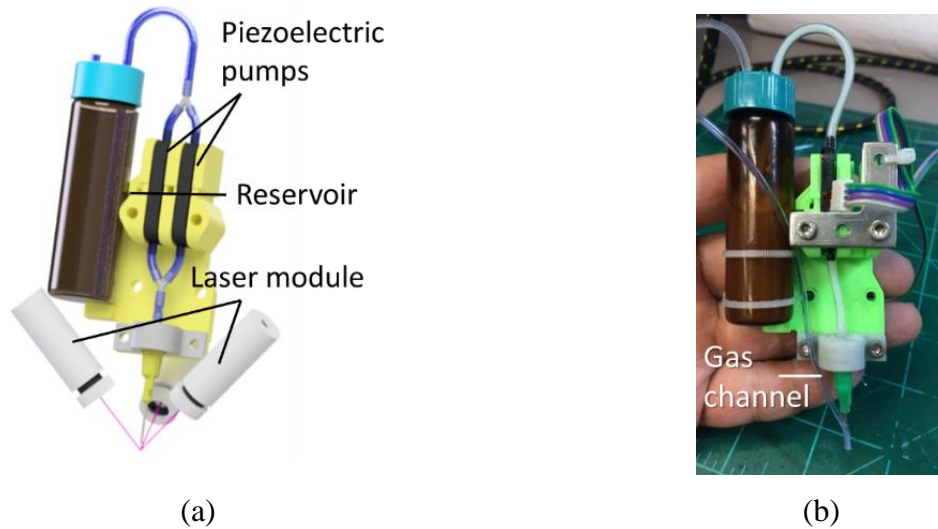 Piezoelectric
pumps
Reservoir
Laser module
Gas
channel
(a)
(b)